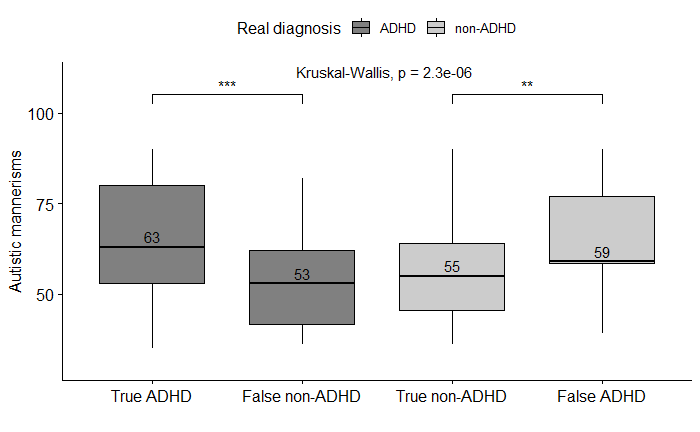 Real diagnosis ADHD non-ADHD
Kruskal-Wallis, p = 2.3e-06
*** **
100
75
50
Autistic mannerisms
63
53
55
59
True ADHD False non-ADHD True non-ADHD False ADHD